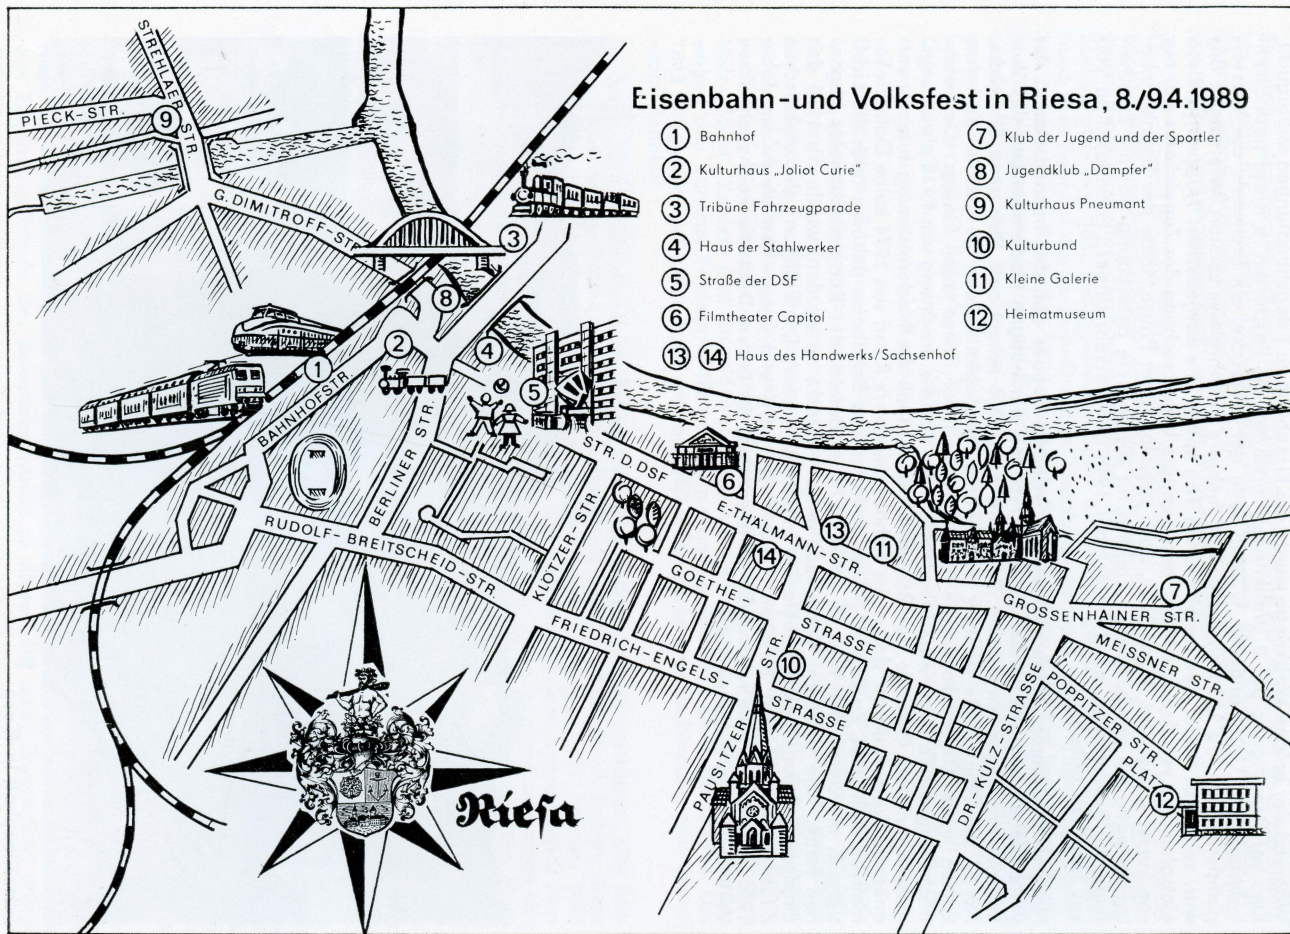 Eisenbahn-und Volksfest in Riesa, 8./9.4.1989
1 Bahnhof
2 Kulturhaus „Joliot Curie“
3 Tribüne Fahrzeugparade
4 Haus der Stahlwerker
5 Straße der DSF
6 Filmtheater Capitol
13 14 Haus des Handwerks/Sachsenhof
7 Klub der Jugend und der Sportler
8 Jugendklub „Dampfer“
9 Kulturhaus Pneumant
10 Kulturbund
11 Kleine Galerie
12 Heimatmuseum
STREHLAER STR.
PIECK-STR.
9
G. DIMITROFF-STR
3
8
2
1
4
5
BAHNHOFSTR.
BERLINER STR.
STR. D. DSF
6
E-THÄLMANN-STR.
13
11
14
RUDOLF-BREITSCHEID-STR.
KLÖTZER-STR.
GOETHE-STRASSE
GROSSENHAINER STR.
7
MEISSNER STR.
FRIEDRICH-ENGELS-STRASSE
10
PAUSITZER STR.
DR.-KÜLZ-STRASSE
POPPITZER STR.
PLATZ
12
Riesa